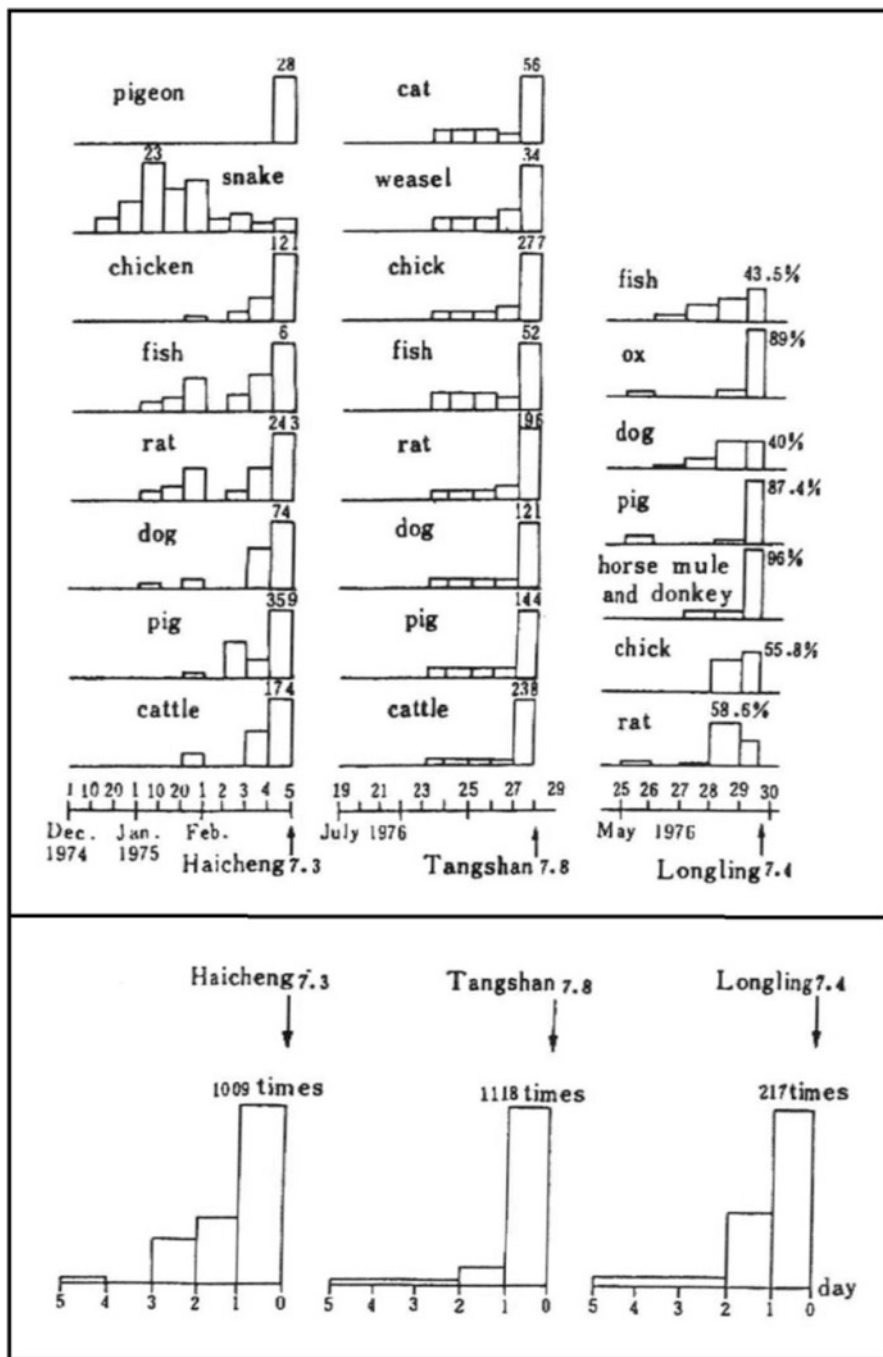 28
pigeon
23
snake
121
chicken
6
fish
243
rat
74
dog
359
pig
174
cattle
1 10 20 1 10 20 1 2 3 4 5
Dec. Jan. Feb.
1974 1975
Haicheng 7.3
56
cat
34
weasel
277
chick
52
fish
196
rat
121
dog
144
pig
238
cattle
19 21 23 25 27 29
July 1976
Tangshan 7.8
43.5%
fish
89%
ox
dog
40%
87.4%
pig
horse mule 96%
and donkey
chick 55.8%
58.6%
rat
25 26 27 28 29 30
May 1976
Longling 7.4
Haicheng 7.3
Tangshan 7.8
Longling 7.4
1009 times
1118 times
217 times
5 4 3 2 1 0
5 4 3 2 1 0
5 4 3 2 1 0 day